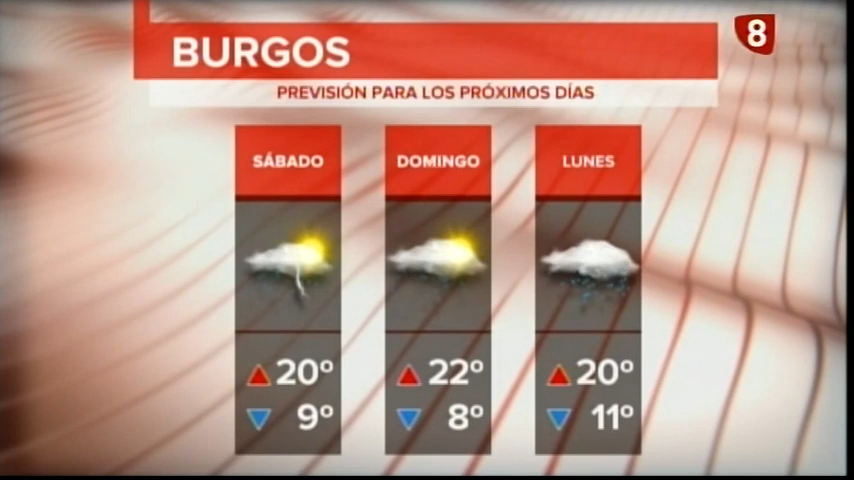 BURGOS
8
PREVISIÓN PARA LOS PRÓXIMOS DÍAS
SÁBADO DOMINGO LUNES
20º 22º 20º
9º 8º 11º